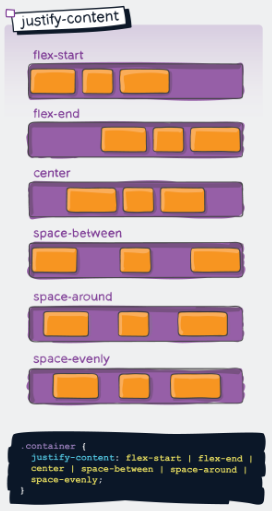 justify-content
flex-start
flex-end
center
space-between
space-around
space-evenly
.container {
justify-content: flex-start | flex-end |
center | space-between | space-around |
space-evenly;
}